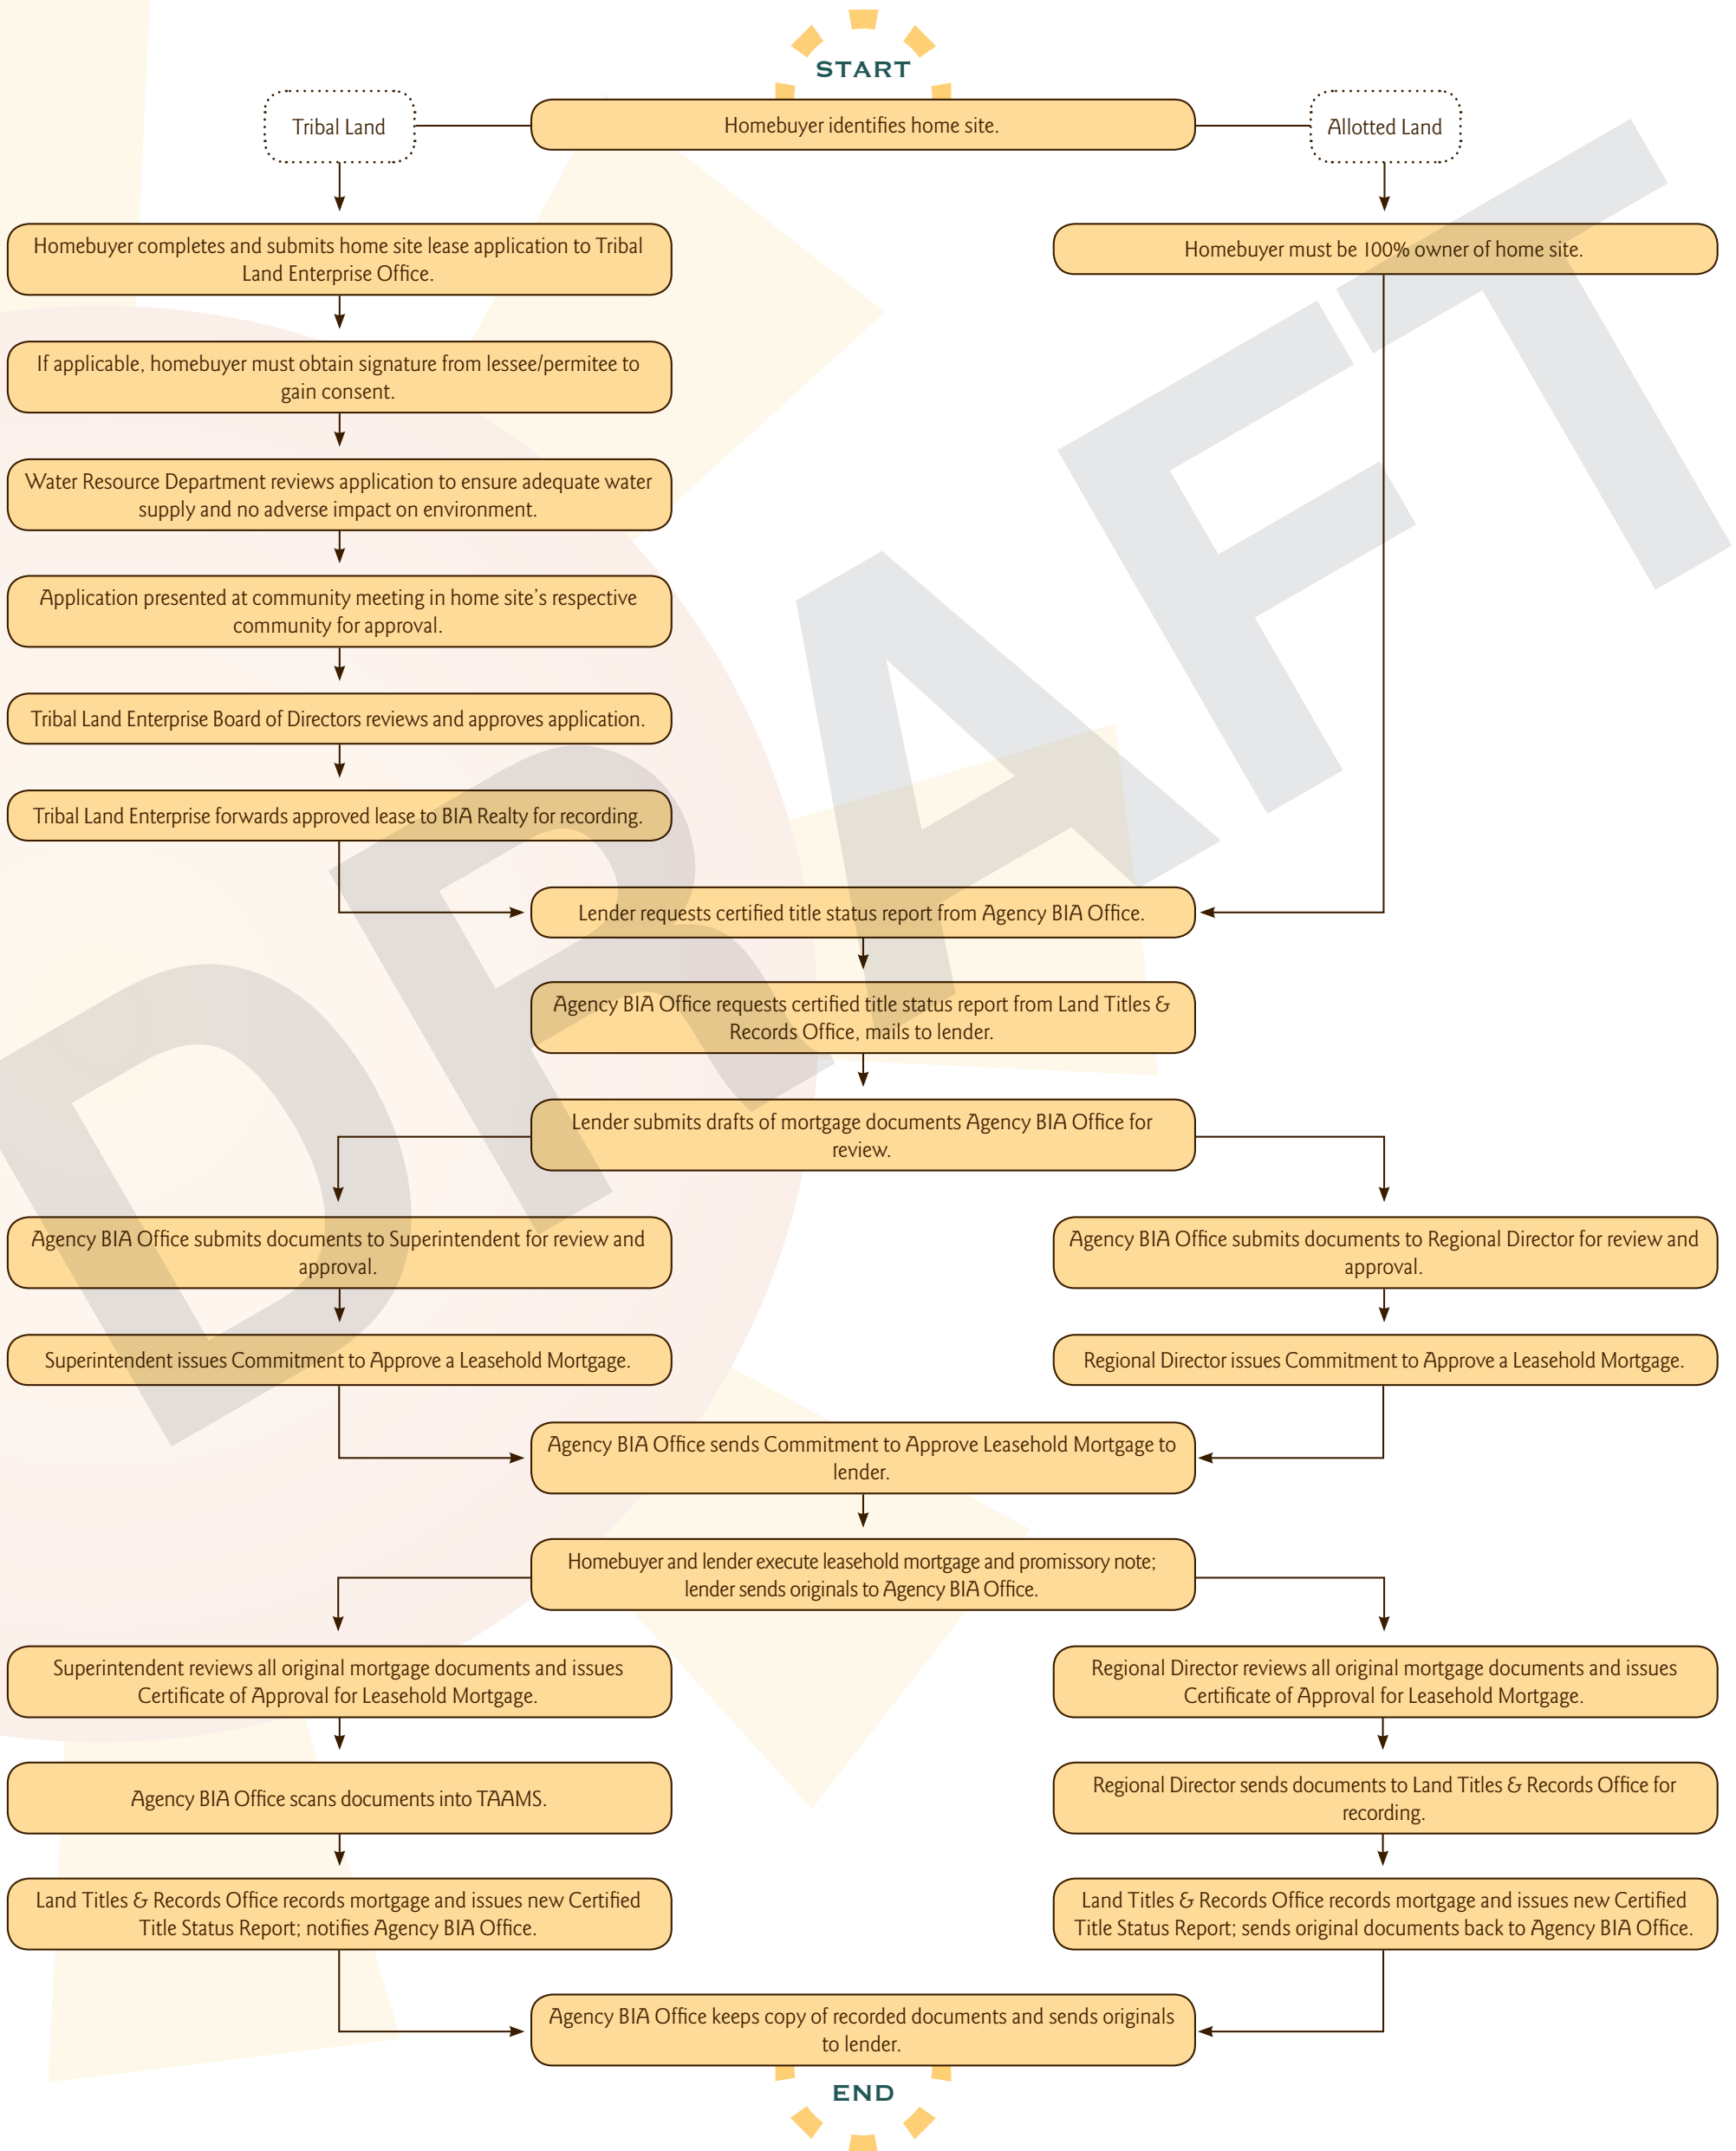 START
Tribal Land
Homebuyer identifies home site.
Allotted Land
Homebuyer completes and submits home site lease application to Tribal
Land Enterprise Office.
Homebuyer must be 100% owner of home site.
If applicable, homebuyer must obtain signature from lessee/permitee to
gain consent.
Water Resource Department reviews application to ensure adequate water
supply and no adverse impact on environment.
Application presented at community meeting in home site's respective
community for approval.
Tribal Land Enterprise Board of Directors reviews and approves application.
Tribal Land Enterprise forwards approved lease to BIA Realty for recording.
Lender requests certified title status report from Agency BIA Office.
Agency BIA Office requests certified title status report from Land Titles &
Records Office, mails to lender.
Lender submits drafts of mortgage documents Agency BIA Office for
review.
Agency BIA Office submits documents to Superintendent for review and
approval.
Agency BIA Office submits documents to Regional Director for review and
approval.
Superintendent issues Commitment to Approve a Leasehold Mortgage.
Regional Director issues Commitment to Approve a Leasehold Mortgage.
Agency BIA Office sends Commitment to Approve Leasehold Mortgage to
lender.
Homebuyer and lender execute leasehold mortgage and promissory note;
lender sends originals to Agency BIA Office.
Superintendent reviews all original mortgage documents and issues
Certificate of Approval for Leasehold Mortgage.
Regional Director reviews all original mortgage documents and issues
Certificate of Approval for Leasehold Mortgage.
Agency BIA Office scans documents into TAAMS.
Regional Director sends documents to Land Titles & Records Office for
recording.
Land Titles & Records Office records mortgage and issues new Certified
Title Status Report; notifies Agency BIA Office.
Land Titles & Records Office records mortgage and issues new Certified
Title Status Report; sends original documents back to Agency BIA Office.
Agency BIA Office keeps copy of recorded documents and sends originals
to lender.
END
DRAFT